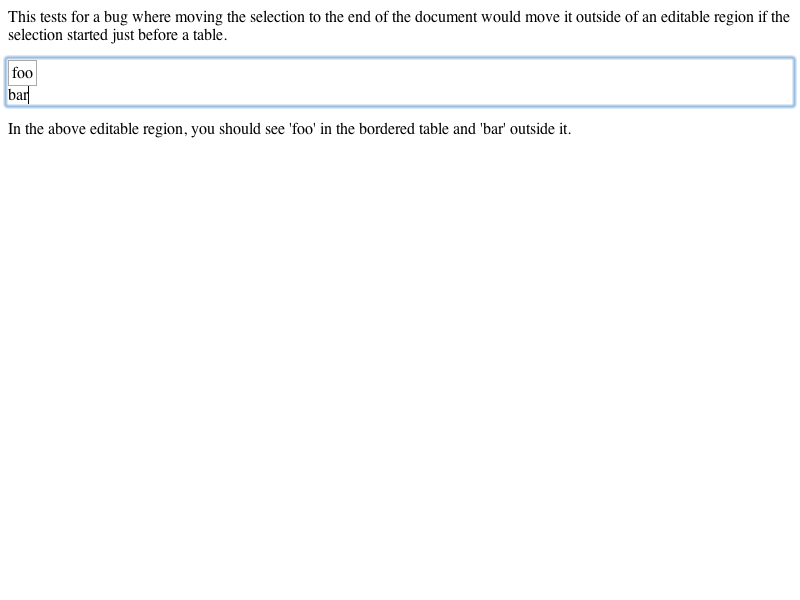 This tests for a bug where moving the selection to the end of the document would move it outside of an editable region if the
selection started just before a table.
foo
bar
In the above editable region, you should see 'foo' in the bordered table and 'bar' outside it.